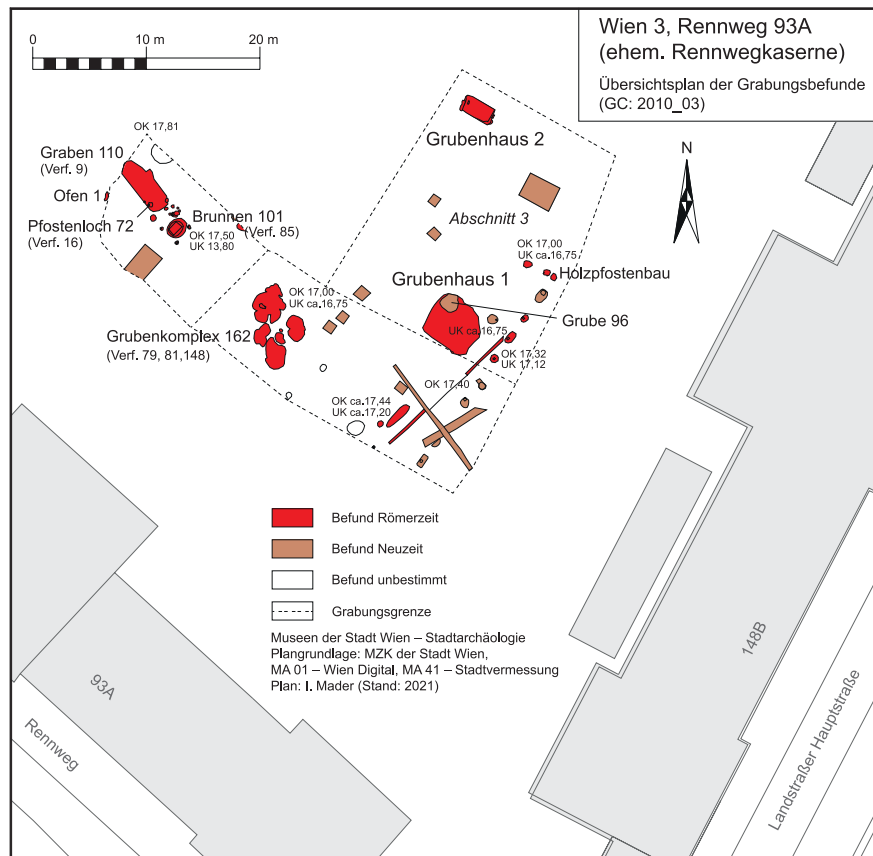 Wien 3, Rennweg 93A
(ehem. Rennwegkaserne)
Übersichtsplan der Grabungsbefunde
(GC: 2010_03)
0
10 m
20 m
N
OK 17,81
Graben 110
(Verf. 9)
Ofen 1
Pfostenloch 72
(Verf. 16)
Brunnen 101
(Verf. 85)
OK 17,50
UK 13,80
Grubenhaus 2
Abschnitt 3
OK 17,00
UK ca.16,75
Holzpfostenbau
Grubenhaus 1
UK ca.16,75
Grube 96
OK 17,00
UK ca.16,75
Grubenkomplex 162
(Verf. 79, 81,148)
OK 17,32
UK 17,12
OK 17,40
OK ca.17,44
UK ca.17,20
Befund Römerzeit
Befund Neuzeit
Befund unbestimmt
Grabungsgrenze
Museen der Stadt Wien – Stadtarchäologie
Plangrundlage: MZK der Stadt Wien,
MA 01 – Wien Digital, MA 41 – Stadtvermessung
Plan: I. Mader (Stand: 2021)
93A
Rennweg
148B
Landstraßer Hauptstraße